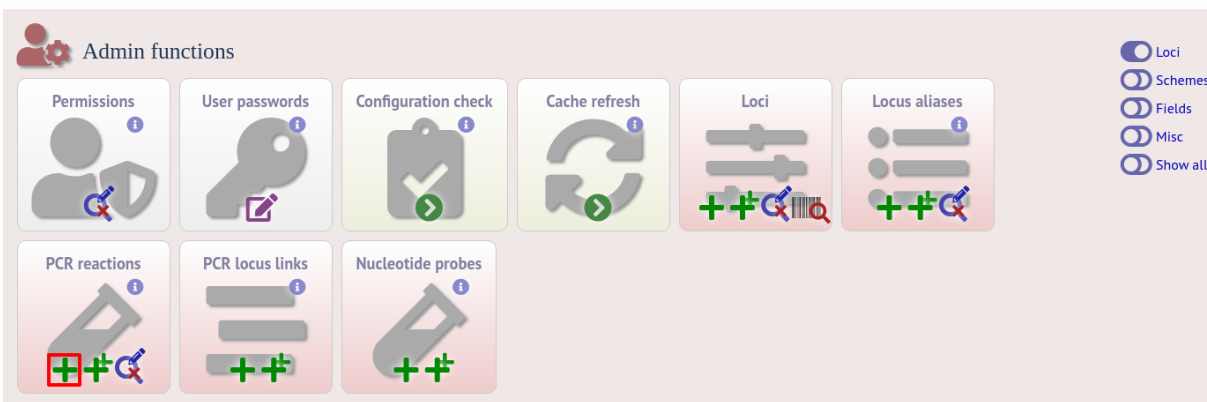 Admin functions
Loci
Schemes
Fields
Misc
Show all
Permissions
User passwords
Configuration check
Cache refresh
Loci
Locus aliases
PCR reactions
PCR locus links
Nucleotide probes